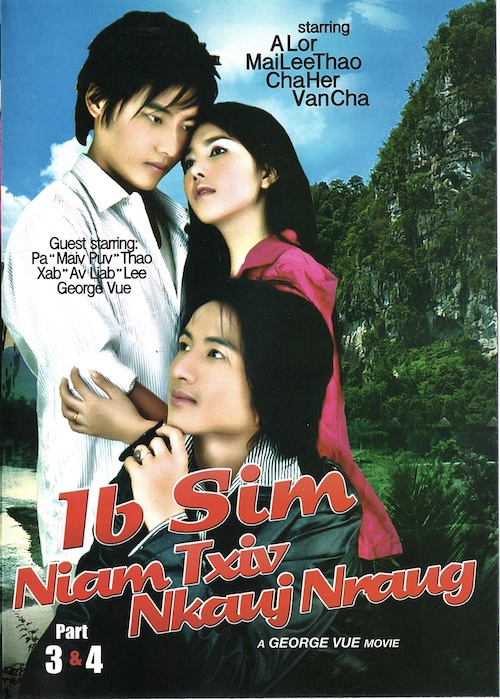 starring
A Lor
MaiLeeThao
ChaHer
VanCha
Guest starring:
Pa "Maiv Puv" Thao
Xab "Av Liab" Lee
George Vue
Ib Sim
Niam Txiv
Nkauj Nraug
Part
3 & 4
A GEORGE VUE MOVIE